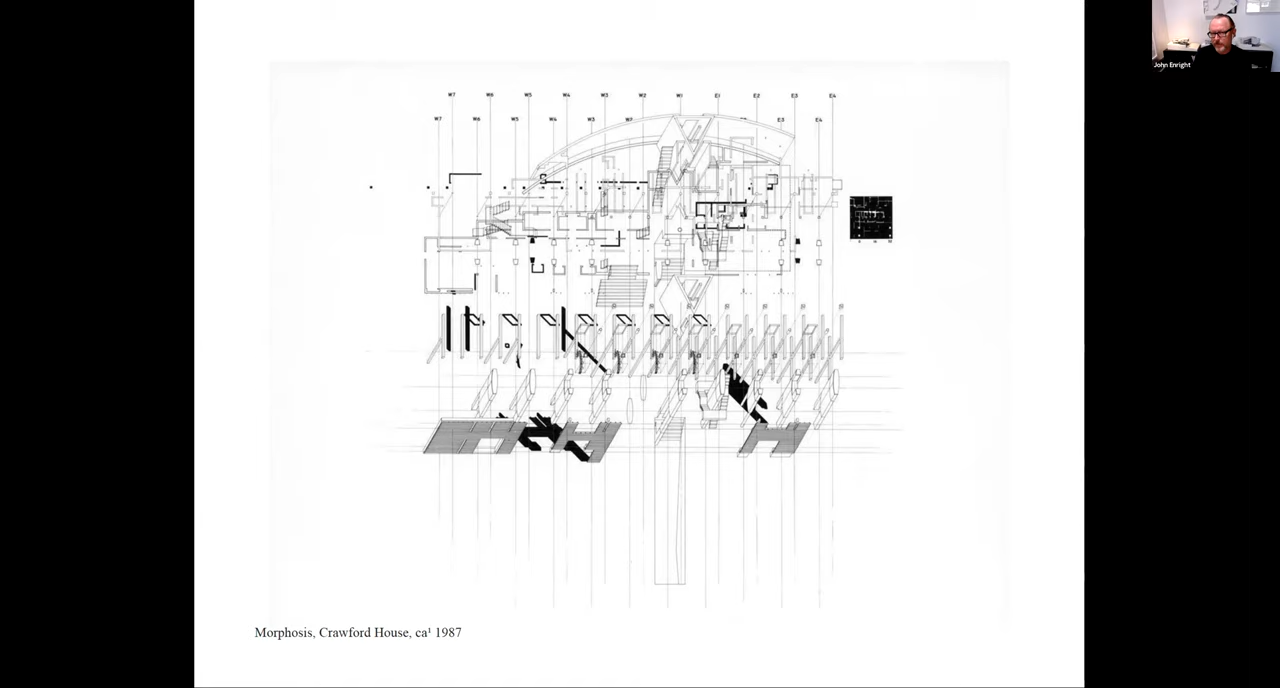 John Enright
W7 W6 W5 W4 W3 W2 W1 E1 E2 E3 E4
W7 W6 W5 W4 W3 E3 E4
Morphosis, Crawford House, ca¹ 1987